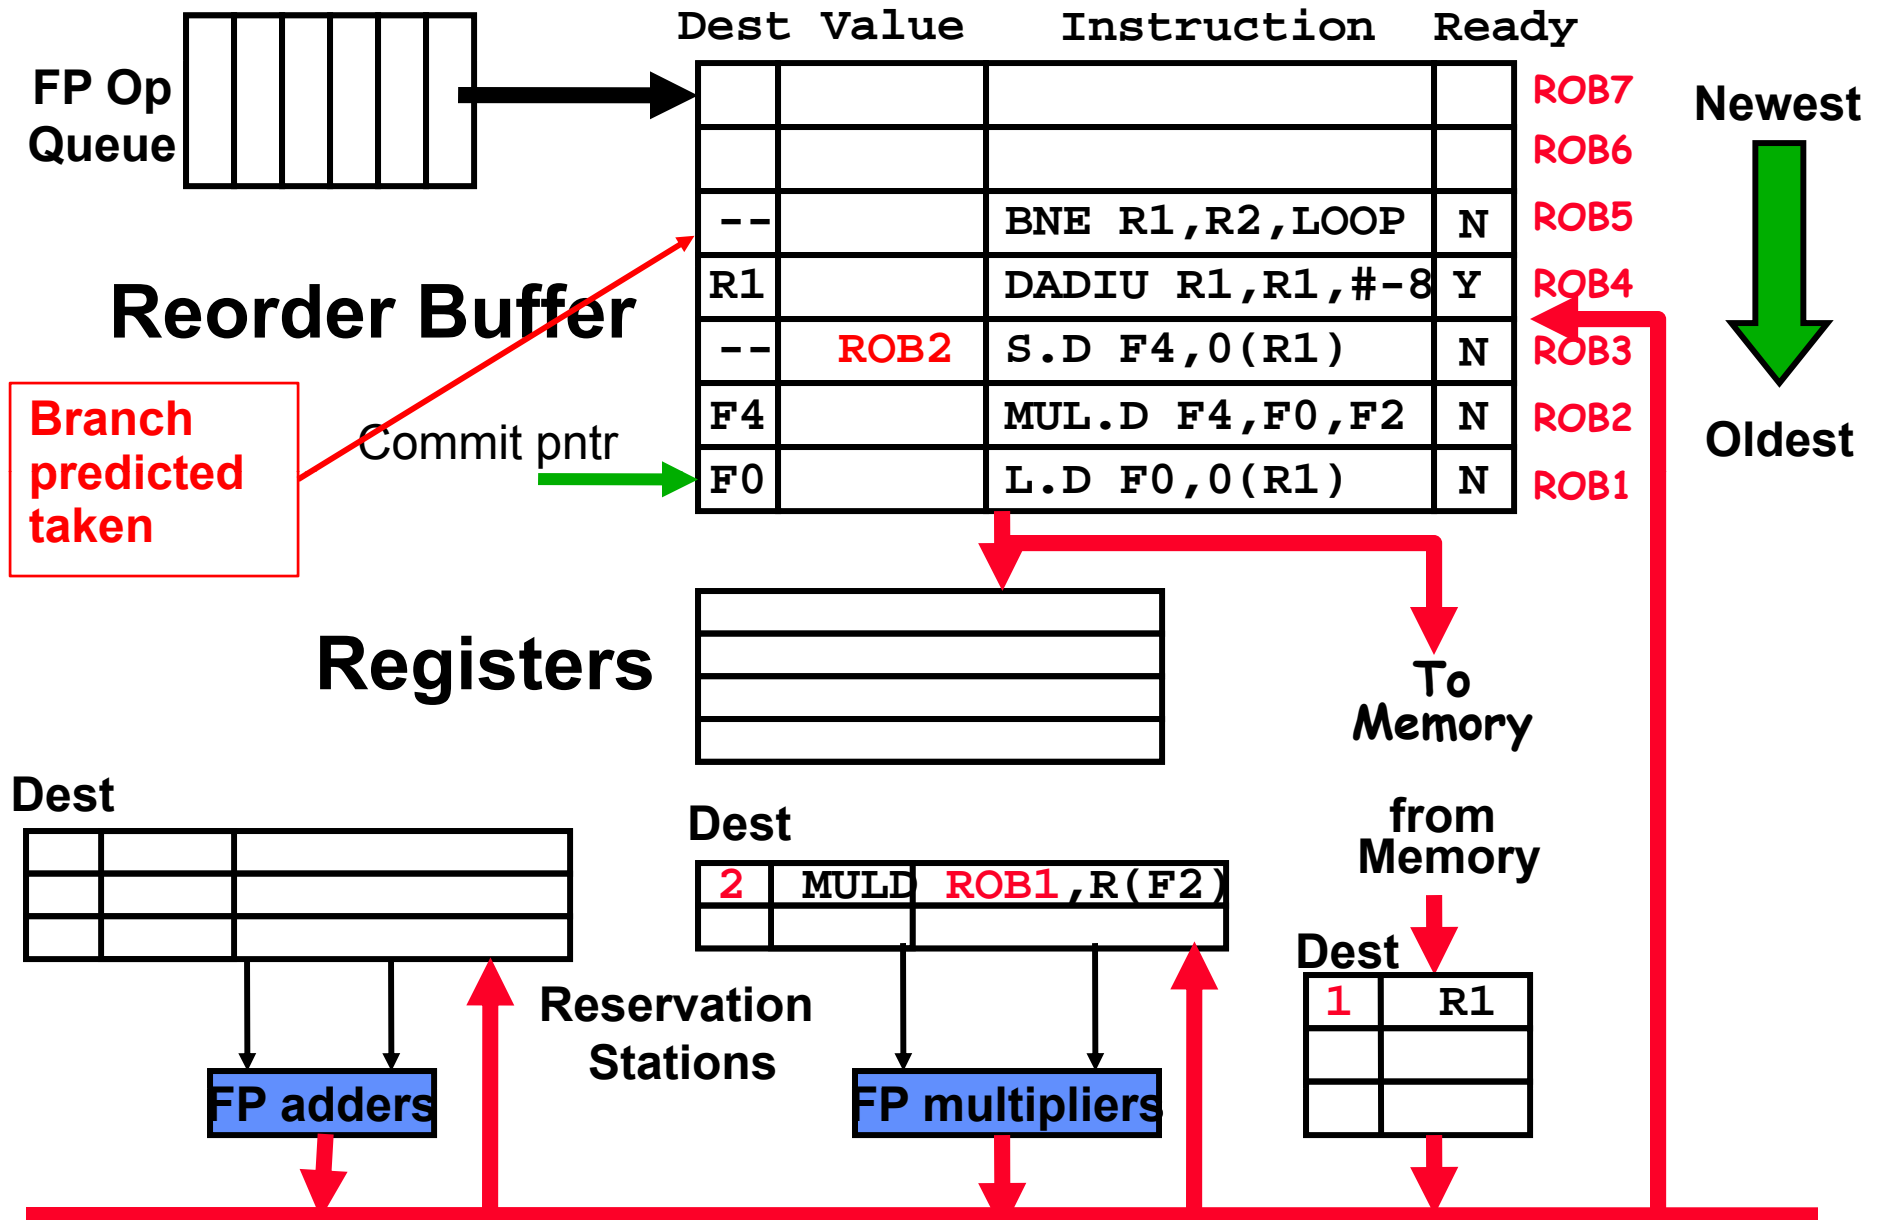 Dest Value Instruction Ready
FP Op
Queue
ROB7
ROB6
-- BNE R1,R2,LOOP N ROB5
R1 DADIU R1,R1,#-8 Y ROB4
-- ROB2 S.D F4,0(R1) N ROB3
F4 MUL.D F4,F0,F2 N ROB2
F0 L.D F0,0(R1) N ROB1
Newest
Oldest
Reorder Buffer
Branch
predicted
taken
Commit pntr
Registers
To
Memory
Dest
Dest
2 MULD ROB1,R(F2)
from
Memory
Dest
1 R1
Reservation
Stations
FP adders
FP multipliers